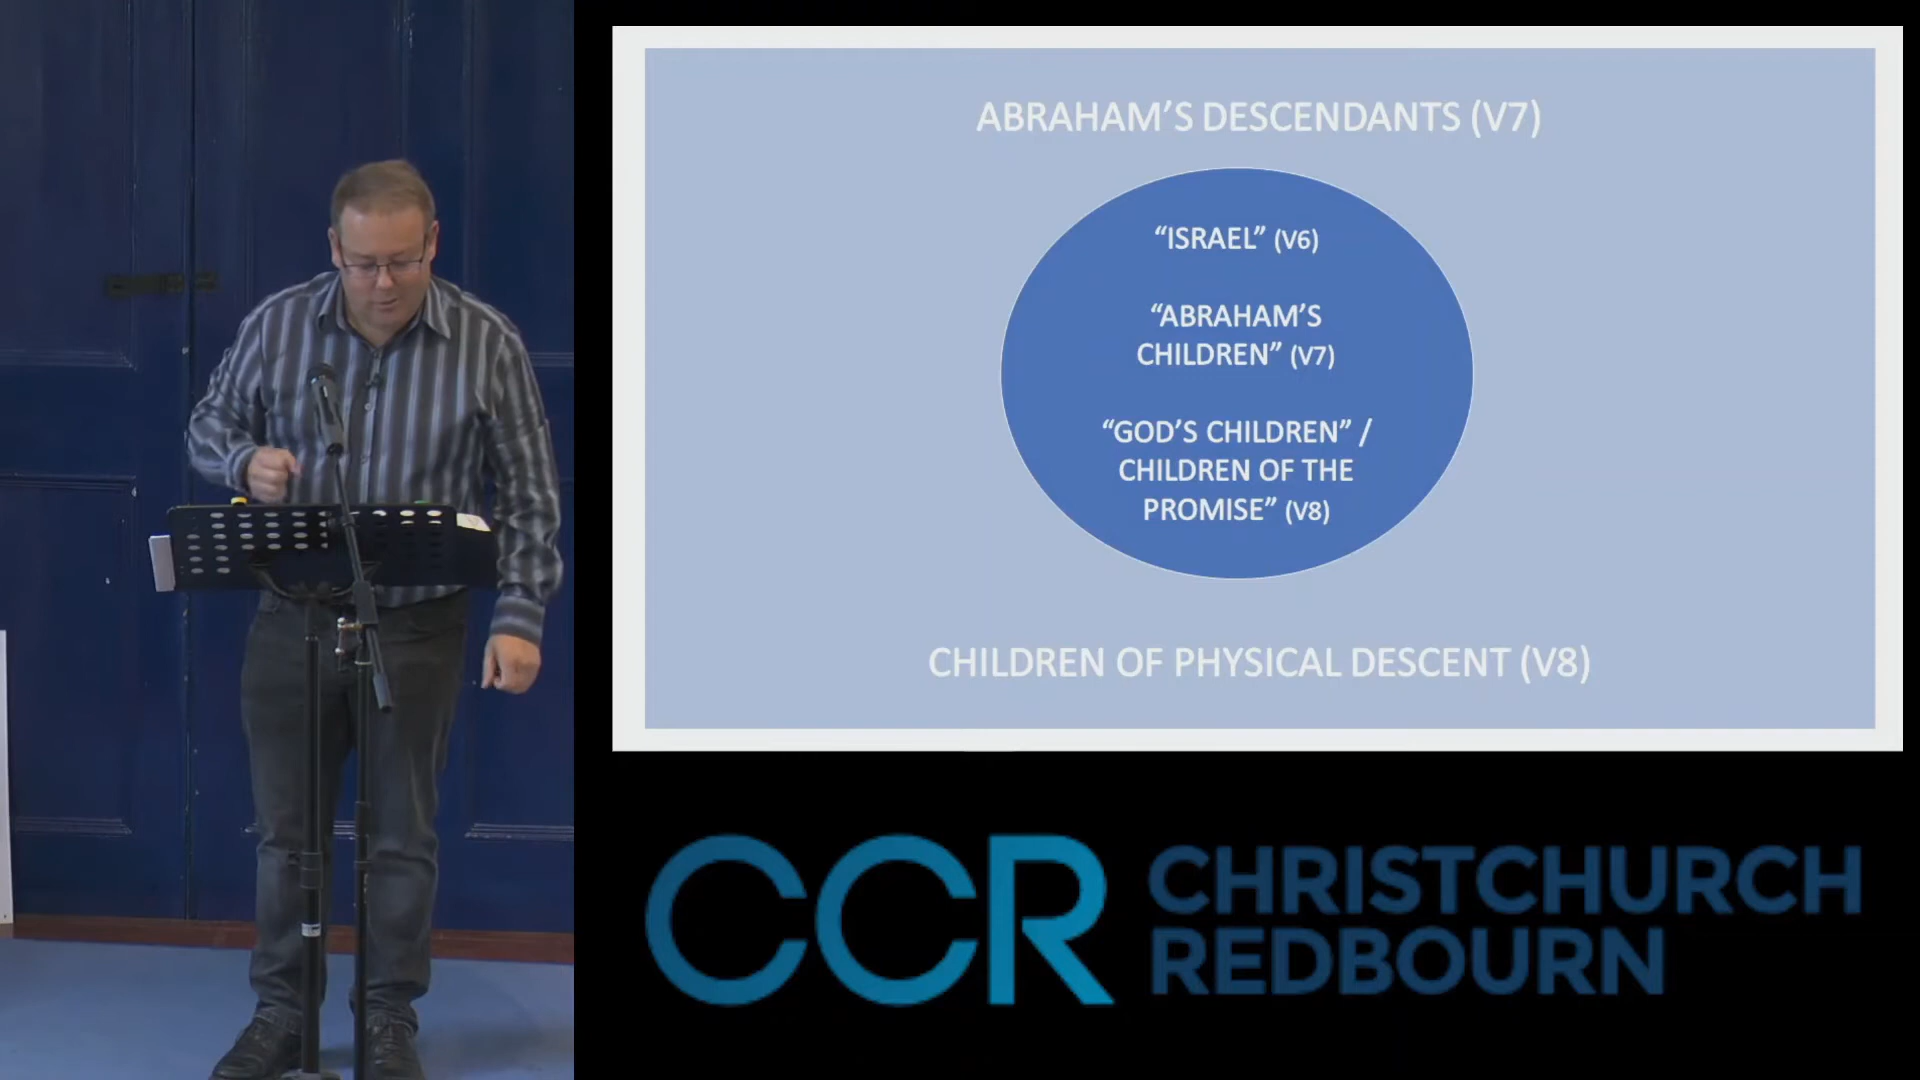 ABRAHAM’S DESCENDANTS (V7)
“ISRAEL” (V6)
“ABRAHAM’S
CHILDREN” (V7)
“GOD’S CHILDREN” /
CHILDREN OF THE
PROMISE” (V8)
CHILDREN OF PHYSICAL DESCENT (V8)
CCR CHRISTCHURCH
REDBOURN